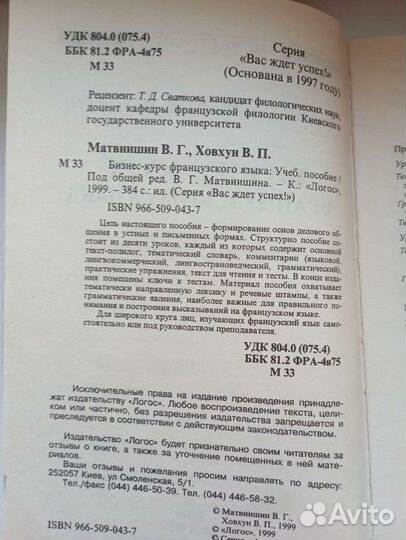 УДК 804.0 (075.4)
ББК 81.2 ФРА-4я75
М 33
Серия
«Вас ждет успех!»
(Основана в 1997 году)
Рецензент: Т. Д. Сваткова, кандидат филологических наук,
доцент кафедры французской филологии Киевского
государственного университета
Матвиишин В. Г., Ховхун В. П.
М 33 Бизнес-курс французского языка: Учеб. пособие /
Под общей ред. В. Г. Матвиишина. – К.: «Логос»,
1999. – 384 с.: ил. (Серия «Вас ждет успех!»)
ISBN 966-509-043-7
Цель настоящего пособия – формирование основ делового об-
щения в устных и письменных формах. Структурно пособие со-
стоит из десяти уроков, каждый из которых содержит основной
текст-полилог, тематический словарь, комментарии (языковой,
лингвокоммерческий, лингвострановедческий, грамматический),
практические упражнения, текст для чтения и тесты. В конце изда-
ния помещены ключи к тестам. Материал пособия охватывает
тематически направленную лексику и речевые штампы, а также
грамматические явления, наиболее важные для правильного по-
нимания и построения высказываний на французском языке.
Для широкого круга лиц, изучающих французский язык само-
стоятельно или под руководством преподавателя.
УДК 804.0 (075.4)
ББК 81.2 ФРА-4я75
М 33
Исключительные права на издание произведения принадле-
жат издательству «Логос». Любое воспроизведение текста, целиком
или частично, без разрешения издательства запрещается и
преследуется в соответствии с действующим законодательством.
Издательство «Логос» будет признательно своим читателям за
отзывы о книге, а также за уточнение помещенных в ней мате-
риалов.
Ваши отзывы и пожелания просим направлять по адресу:
252057 Киев, ул Смоленская, 5/1.
Тел./факс (044) 446-50-39. Тел. (044) 446-58-32.
ISBN 966-509-043-7
© Матвиишин В. Г.,
Ховхун В. П., 1999
© «Логос», 1999
Avito